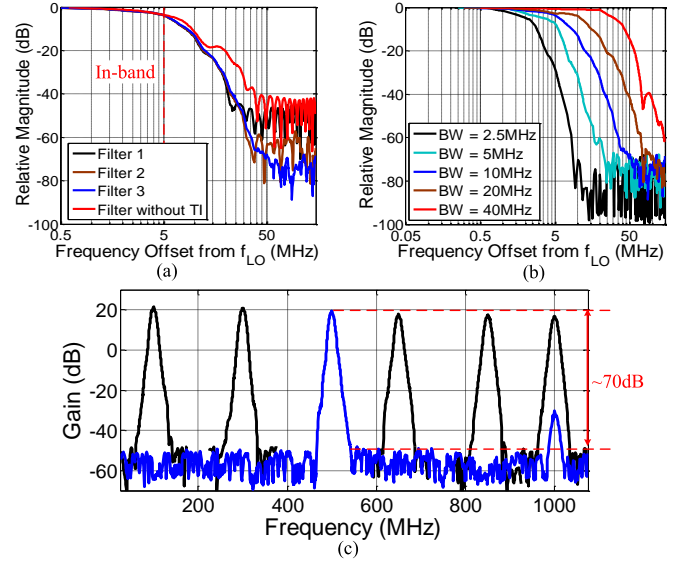 0
-20
-40
-60
-80
-100
Relative Magnitude (dB)
In-band
Filter 1
Filter 2
Filter 3
Filter without TI
0.5
5
50
Frequency Offset from fLO (MHz)
(a)
0
-20
-40
-60
-80
-100
Relative Magnitude (dB)
BW = 2.5MHz
BW = 5MHz
BW = 10MHz
BW = 20MHz
BW = 40MHz
0.05
0.5
5
50
Frequency Offset from fLO (MHz)
(b)
20
0
-20
-40
-60
Gain (dB)
~70dB
200
400
600
800
1000
Frequency (MHz)
(c)